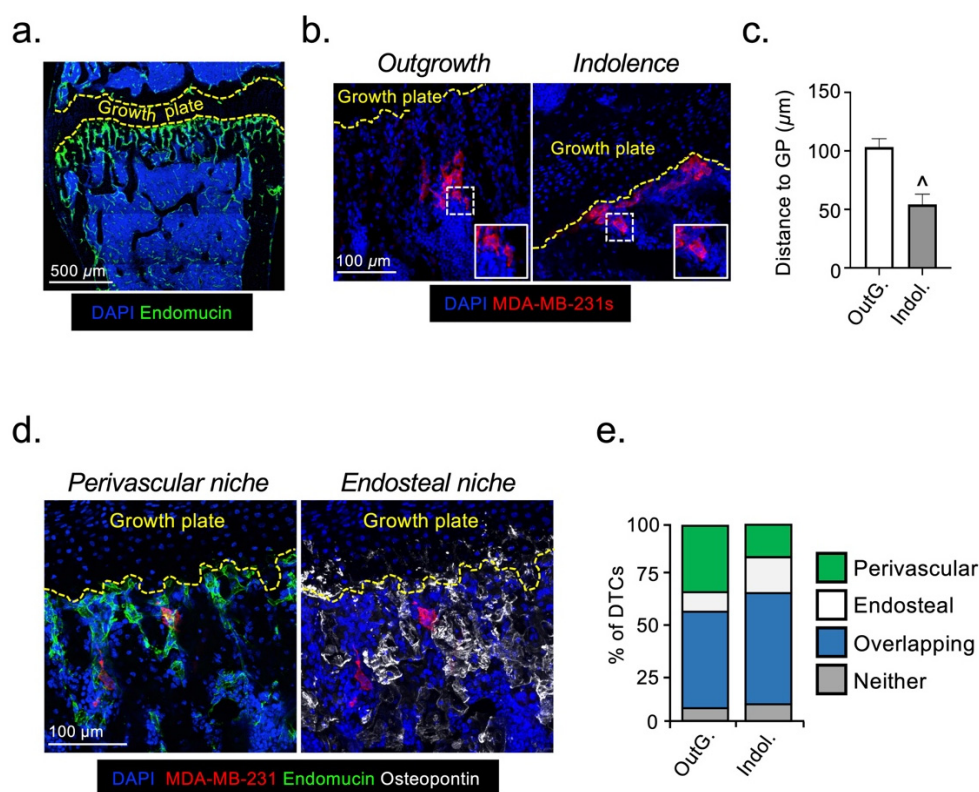 a.
Growth plate
500 µm
DAPI Endomucin
b.
Outgrowth
Indolence
Growth plate
Growth plate
100 µm
DAPI MDA-MB-231s
c.
Distance to GP (µm)
150
100
50
0
^
OutG.
Indol.
d.
Perivascular niche
Endosteal niche
Growth plate
Growth plate
100 µm
DAPI MDA-MB-231 Endomucin Osteopontin
e.
% of DTCs
100
75
50
25
0
OutG.
Indol.
Perivascular
Endosteal
Overlapping
Neither